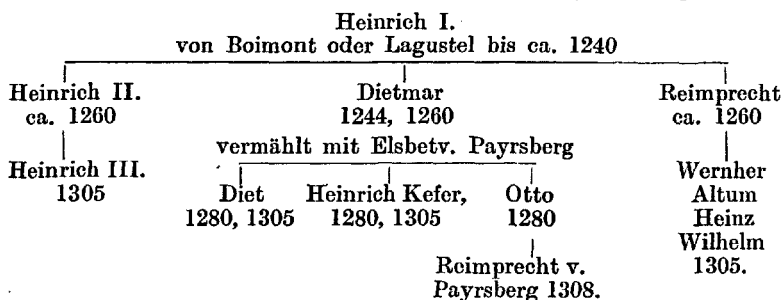 Heinrich I.
von Boimont oder Lagustel bis ca. 1240
Heinrich II. Dietmar Reimprecht
ca. 1260 1244, 1260 ca. 1260
vermählt mit Elsbetv. Payrsberg
Heinrich III. Wernher
1305 Diet Heinrich Kefer, Otto Altum
1280, 1305 1280, 1305 1280 Heinz
Wilhelm
Reimprecht v. 1305.
Payrsberg 1308.